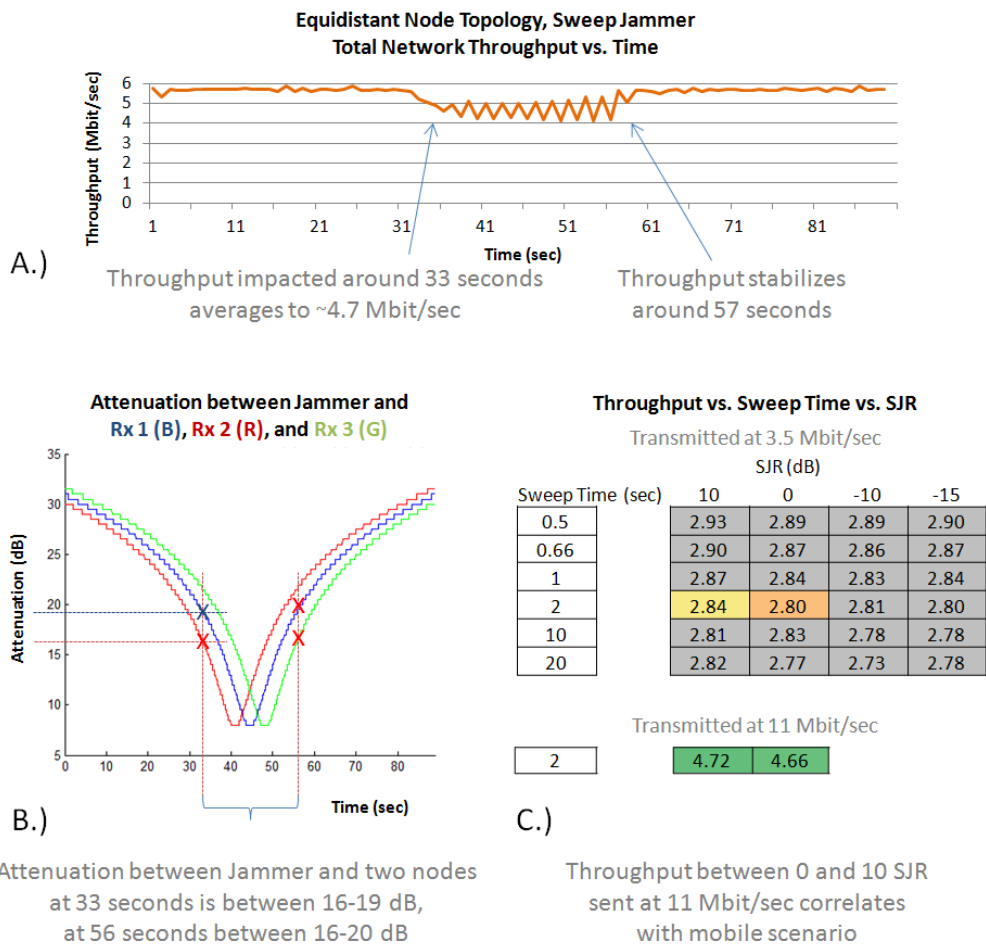 Equidistant Node Topology, Sweep Jammer
Total Network Throughput vs. Time
Throughput (Mbit/sec)
6
5
4
3
2
1
0
1 11 21 31 41 51 61 71 81
Time (sec)
A.)
Throughput impacted around 33 seconds
averages to ~4.7 Mbit/sec
Throughput stabilizes
around 57 seconds
Attenuation between Jammer and
Rx 1 (B), Rx 2 (R), and Rx 3 (G)
Attenuation (dB)
35
30
25
20
15
10
5
0 10 20 30 40 50 60 70 80
Time (sec)
B.)
Attenuation between Jammer and two nodes
at 33 seconds is between 16-19 dB,
at 56 seconds between 16-20 dB
Throughput vs. Sweep Time vs. SJR
Transmitted at 3.5 Mbit/sec
SJR (dB)
Sweep Time (sec) 10 0 -10 -15
0.5 2.93 2.89 2.89 2.90
0.66 2.90 2.87 2.86 2.87
1 2.87 2.84 2.83 2.84
2 2.84 2.80 2.81 2.80
10 2.81 2.83 2.78 2.78
20 2.82 2.77 2.73 2.78
Transmitted at 11 Mbit/sec
2 4.72 4.66
C.)
Throughput between 0 and 10 SJR
sent at 11 Mbit/sec correlates
with mobile scenario